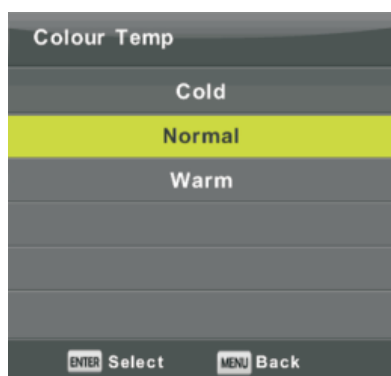 Colour Temp
Cold
Normal
Warm
ENTER Select MENU Back